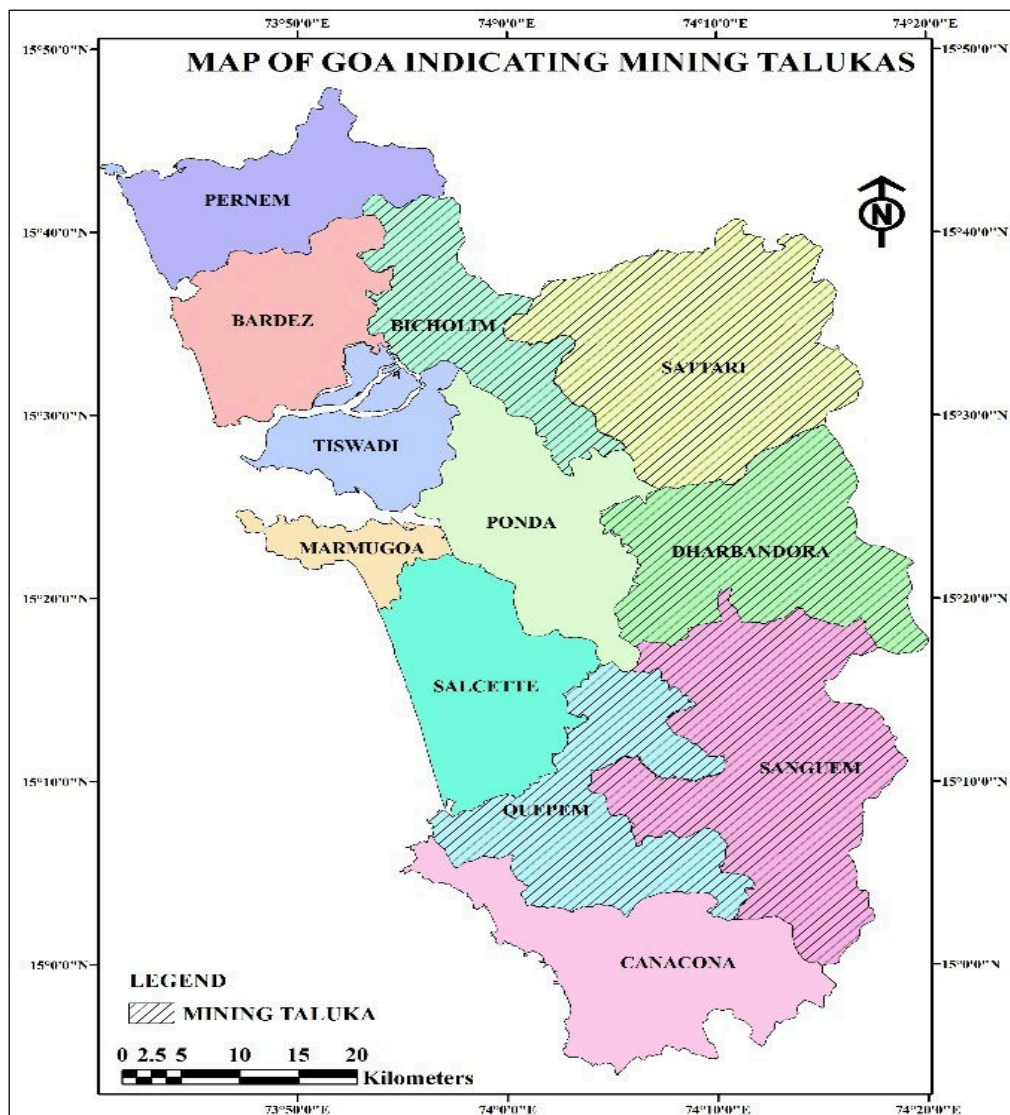 73°50'0"E 74°0'0"E 74°10'0"E 74°20'0"E
15°50'0"N 15°50'0"N
MAP OF GOA INDICATING MINING TALUKAS
PERNEM
N
15°40'0"N 15°40'0"N
BARDEZ
BICHOLIM
SATTARI
15°30'0"N 15°30'0"N
TISWADI
PONDA
MARMUGOA
DHARBANDORA
15°20'0"N 15°20'0"N
SALCETTE
SANGUEM
15°10'0"N 15°10'0"N
QUEPEM
CANACONA
15°0'0"N 15°0'0"N
LEGEND
MINING TALUKA
0 2.5 5 10 15 20
Kilometers
73°50'0"E 74°0'0"E 74°10'0"E 74°20'0"E